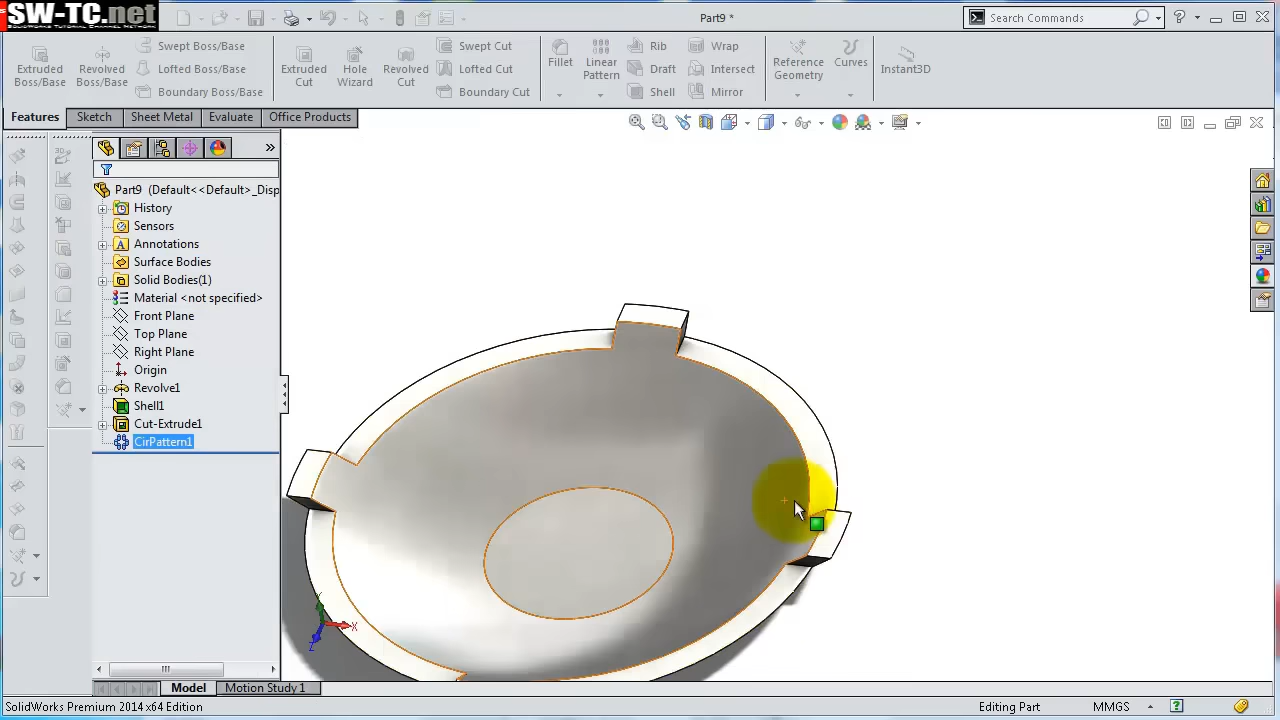 SW-TC.net
SOLIDWORKS TUTORIAL CHANNEL NETWORK
Part9 *
Search Commands
Extruded Boss/Base
Revolved Boss/Base
Swept Boss/Base
Lofted Boss/Base
Boundary Boss/Base
Extruded Cut
Hole Wizard
Revolved Cut
Swept Cut
Lofted Cut
Boundary Cut
Fillet
Linear Pattern
Rib
Draft
Shell
Wrap
Intersect
Mirror
Reference Geometry
Curves
Instant3D
Features
Sketch
Sheet Metal
Evaluate
Office Products
Part9 (Default<<Default>_Disp
History
Sensors
Annotations
Surface Bodies
Solid Bodies(1)
Material <not specified>
Front Plane
Top Plane
Right Plane
Origin
Revolve1
Shell1
Cut-Extrude1
CirPattern1
X
Z
Model
Motion Study 1
SolidWorks Premium 2014 x64 Edition
Editing Part
MMGS